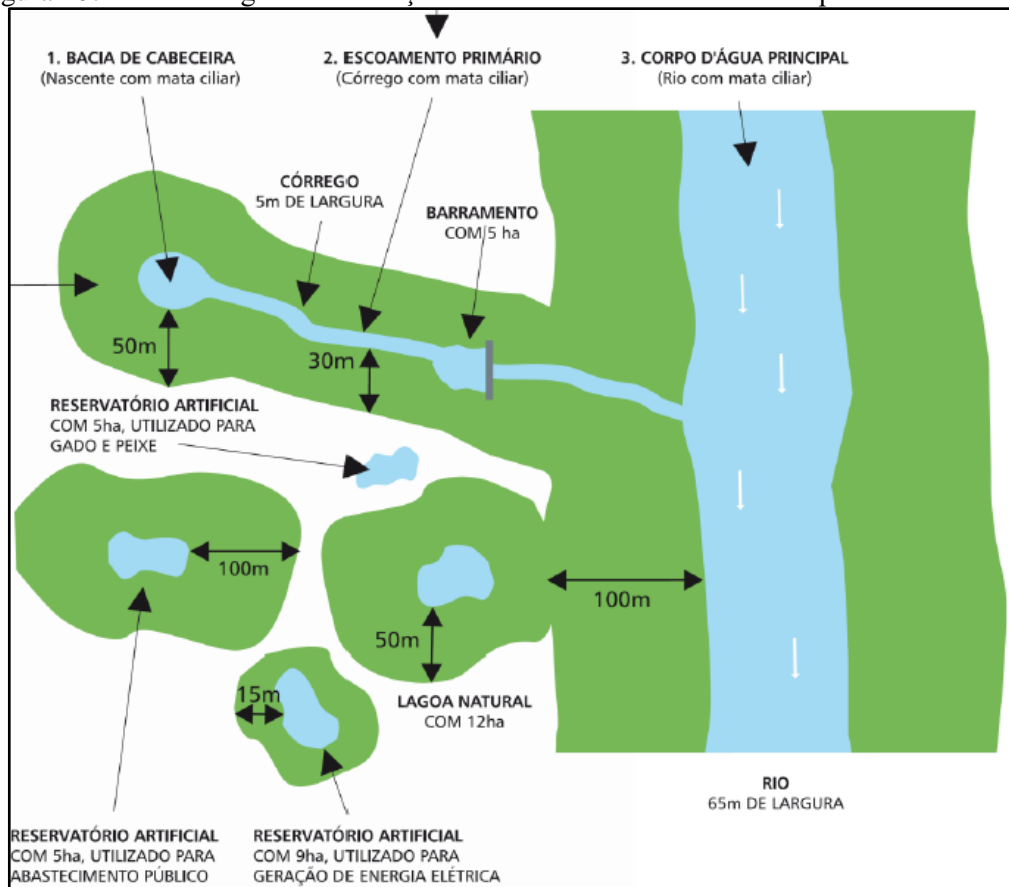 1. BACIA DE CABECEIRA
(Nascente com mata ciliar)
2. ESCOAMENTO PRIMÁRIO
(Córrego com mata ciliar)
3. CORPO D'ÁGUA PRINCIPAL
(Rio com mata ciliar)
CÓRREGO
5m DE LARGURA
BARRAMENTO
COM 5 ha
50m
30m
RESERVATÓRIO ARTIFICIAL
COM 5ha, UTILIZADO PARA
GADO E PEIXE
100m
100m
50m
15m
LAGOA NATURAL
COM 12ha
RIO
65m DE LARGURA
RESERVATÓRIO ARTIFICIAL
COM 5ha, UTILIZADO PARA
ABASTECIMENTO PÚBLICO
RESERVATÓRIO ARTIFICIAL
COM 9ha, UTILIZADO PARA
GERAÇÃO DE ENERGIA ELÉTRICA